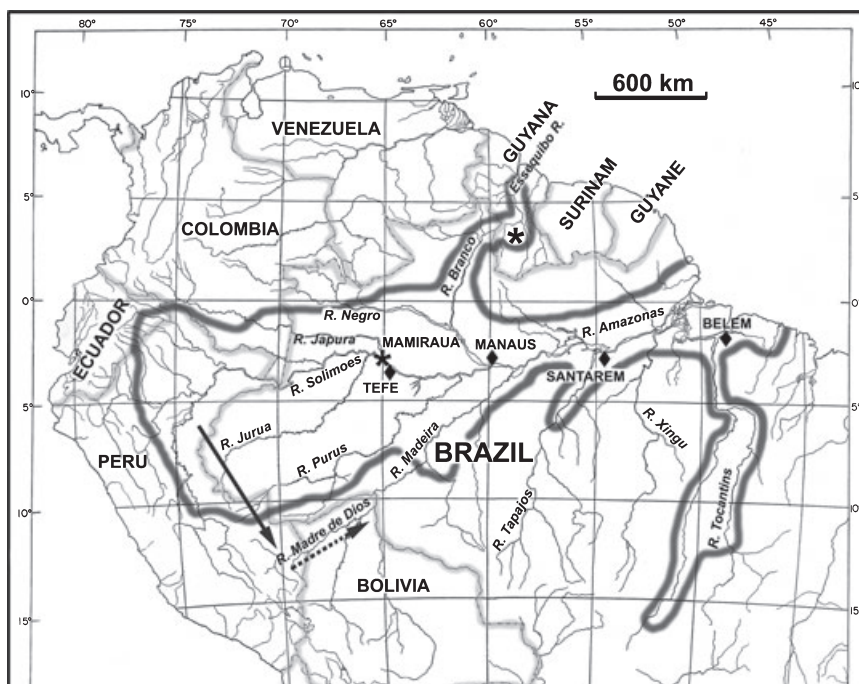 80° 75° 70° 65° 60° 55° 50° 45°
600 km
10°
VENEZUELA
GUYANA
Essequibo R.
5°
SURINAM
GUYANE
COLOMBIA
R. Branco
0°
R. Negro
ECUADOR
R. Japura
MAMIRAUA
MANAUS
R. Amazonas
BELEM
R. Solimoes
TEFE
SANTAREM
5°
R. Jurua
PERU
R. Purus
R. Madeira
BRAZIL
R. Xingu
R. Tocantins
R. Tapajos
10°
R. Madre de Dios
BOLIVIA
15°